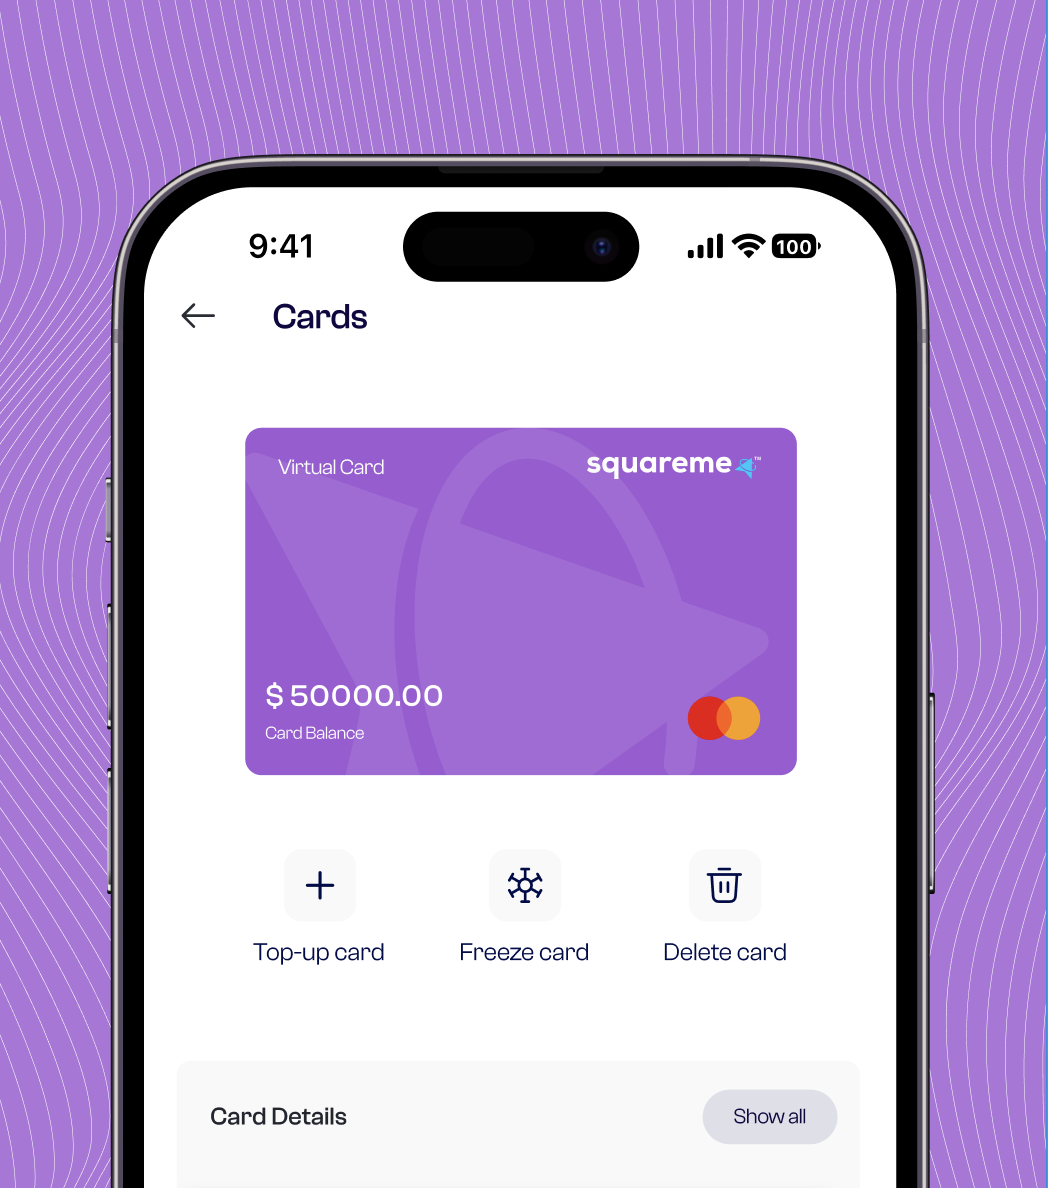 9:41
100
Cards
Virtual Card
squareme™
$ 50000.00
Card Balance
Top-up card
Freeze card
Delete card
Card Details
Show all